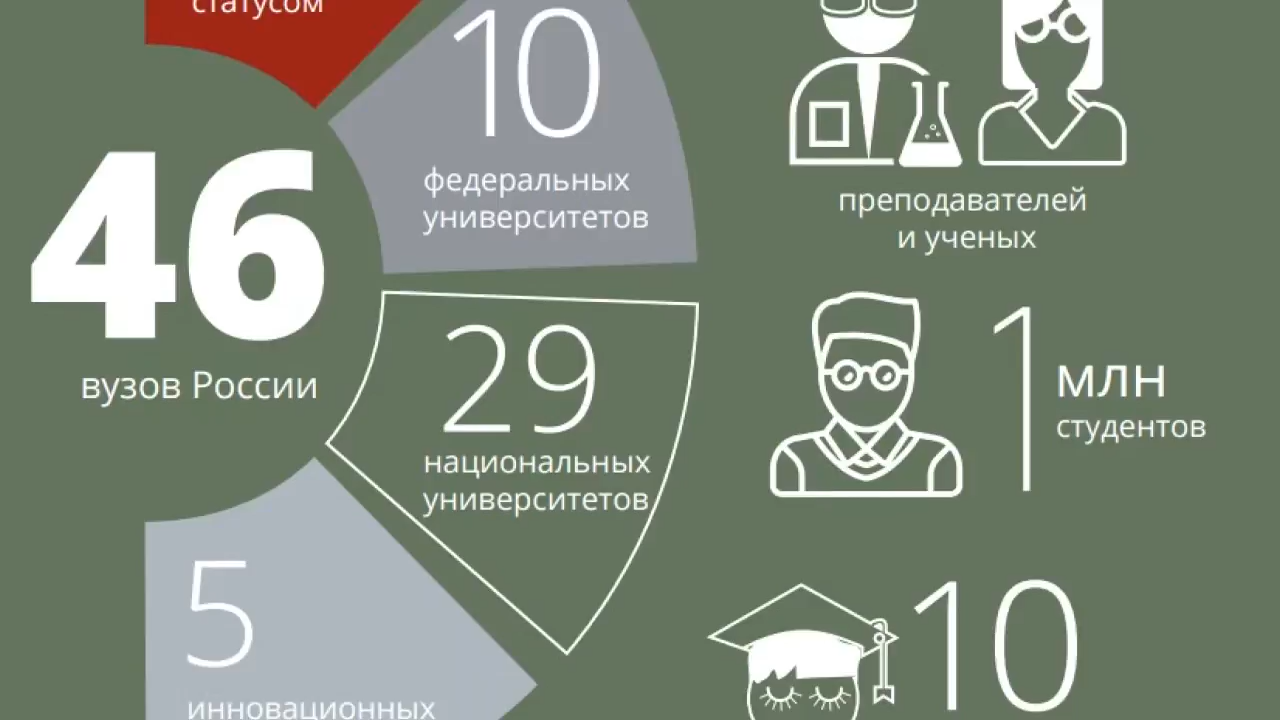 статусом
10
федеральных
университетов
46
вузов России
29
национальных
университетов
5
инновационных
преподавателей
и ученых
1 млн
студентов
10